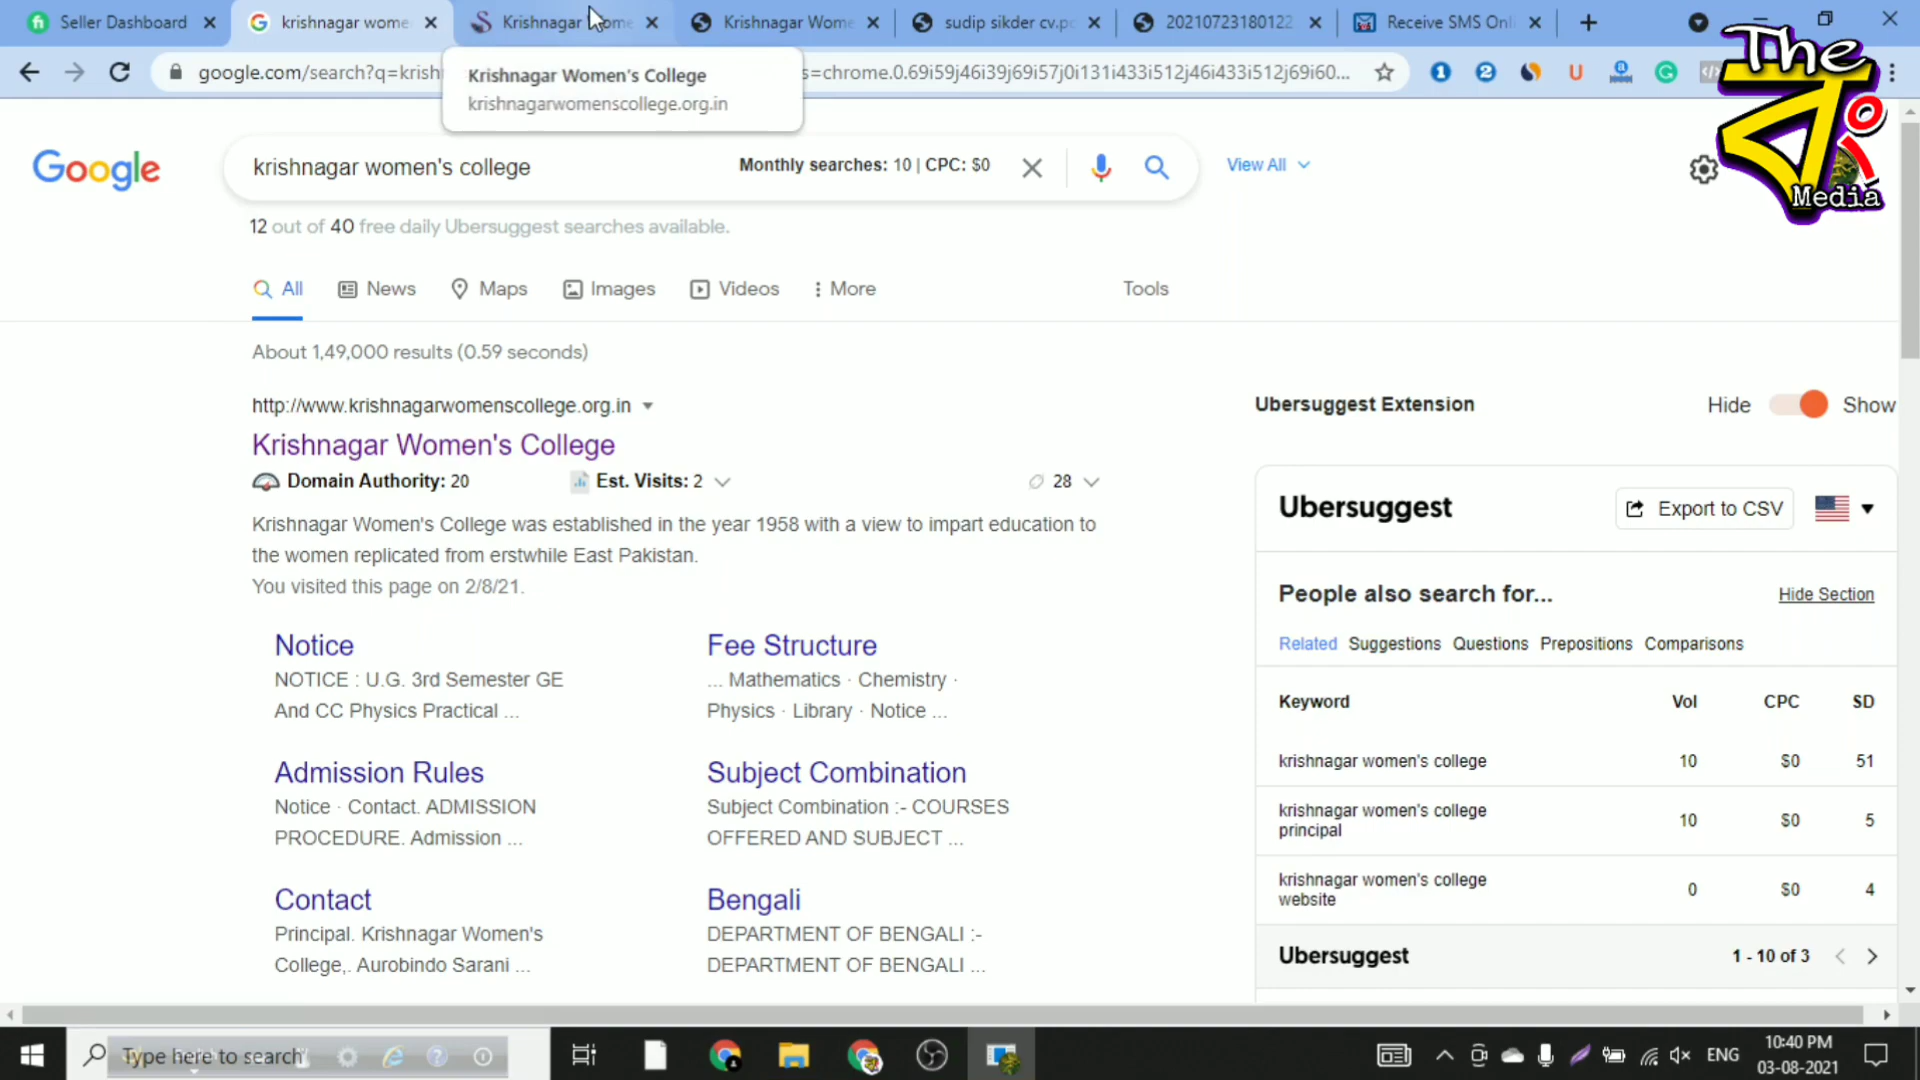 Seller Dashboard
krishnagar wome
Krishnagar Wome
Krishnagar Wome
sudip sikder cv.pd
20210723180122
Receive SMS Onl
google.com/search?q=krish
s=chrome.0.69i59j46i39j69i57j0i131i433i512j46i433i512j69i60...
Krishnagar Women's College
krishnagarwomenscollege.org.in
The
Media
Google
krishnagar women's college
Monthly searches: 10 | CPC: $0
View All
12 out of 40 free daily Ubersuggest searches available.
All
News
Maps
Images
Videos
More
Tools
About 1,49,000 results (0.59 seconds)
http://www.krishnagarwomenscollege.org.in
Krishnagar Women's College
Domain Authority: 20
Est. Visits: 2
28
Krishnagar Women's College was established in the year 1958 with a view to impart education to
the women replicated from erstwhile East Pakistan.
You visited this page on 2/8/21.
Notice
NOTICE : U.G. 3rd Semester GE
And CC Physics Practical ...
Fee Structure
... Mathematics · Chemistry ·
Physics · Library · Notice ...
Admission Rules
Notice · Contact. ADMISSION
PROCEDURE. Admission ...
Subject Combination
Subject Combination :- COURSES
OFFERED AND SUBJECT ...
Contact
Principal. Krishnagar Women's
College,. Aurobindo Sarani ...
Bengali
DEPARTMENT OF BENGALI :-
DEPARTMENT OF BENGALI ...
Ubersuggest Extension
Hide
Show
Ubersuggest
Export to CSV
People also search for...
Hide Section
Related Suggestions Questions Prepositions Comparisons
Keyword Vol CPC SD
krishnagar women's college 10 $0 51
krishnagar women's college
principal 10 $0 5
krishnagar women's college
website 0 $0 4
Ubersuggest
1 - 10 of 3
Type here to search
ENG
10:40 PM
03-08-2021